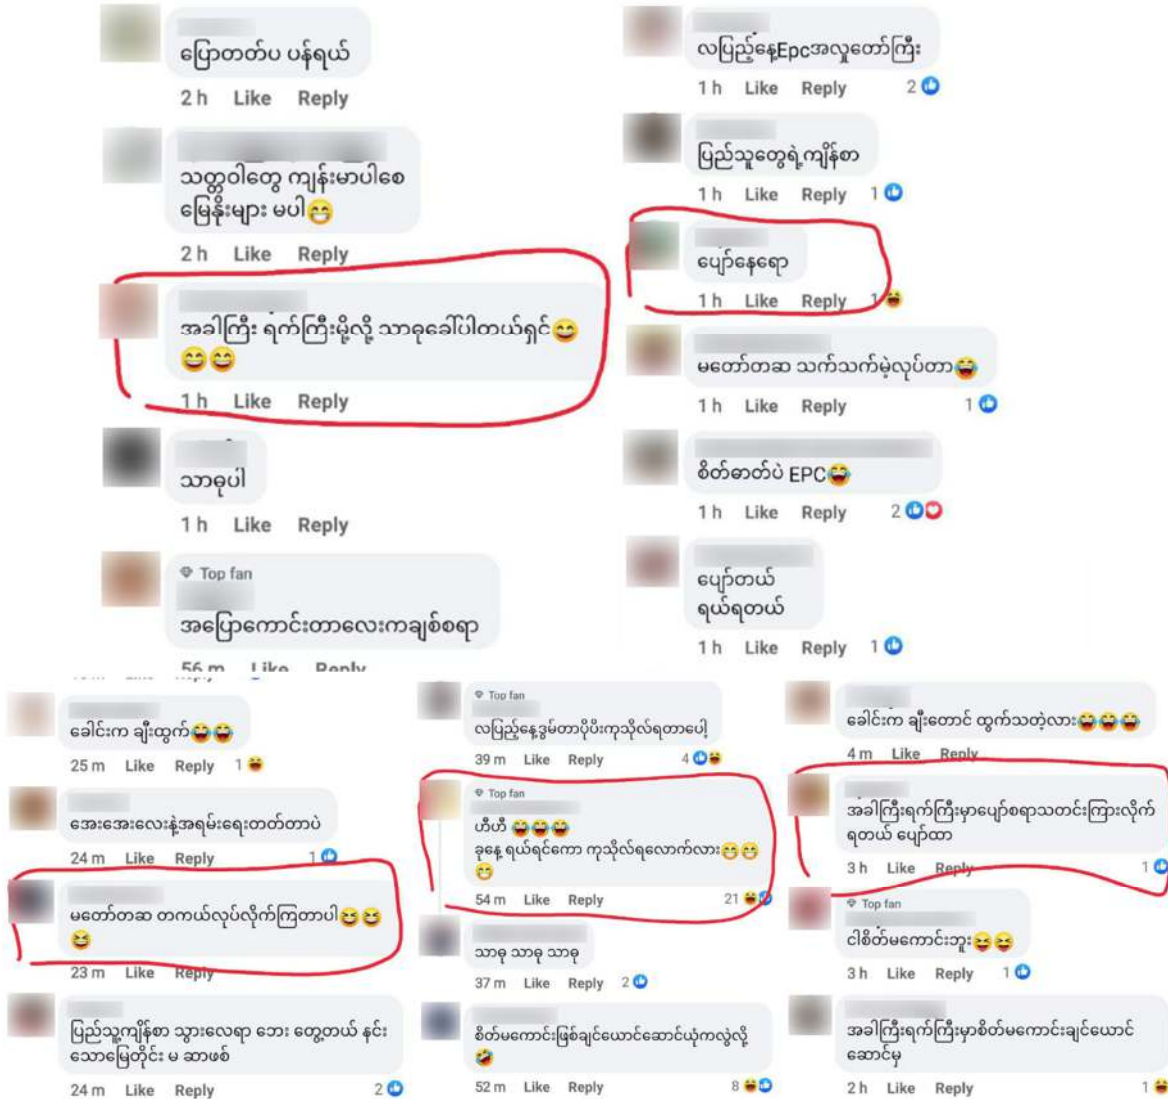 ပြောတတ်ပ ပန်ရယ်
2 h Like Reply
သတ္တဝါတွေ ကျန်းမာပါစေ
မြေနိုးများ မပါ😁
2 h Like Reply
အခါကြီး ရက်ကြီးမို့လို့ သာဓုခေါ်ပါတယ်ရှင်😄
😄😄
1 h Like Reply
သာဓုပါ
1 h Like Reply
Top fan
အပြောကောင်းတာလေးကချစ်စရာ
56 m Like Reply
လပြည့်နေ့Epcအလှူတော်ကြီး
1 h Like Reply 2
ပြည်သူတွေရဲ့ကျိန်စာ
1 h Like Reply 1
ပျော်နေရော
1 h Like Reply 1
မတော်တဆ သက်သက်မဲ့လုပ်တာ😂
1 h Like Reply 1
စိတ်ဓာတ်ပဲ EPC😂
1 h Like Reply 2
ပျော်တယ်
ရယ်ရတယ်
1 h Like Reply 1
ခေါင်းက ချီးထွက်😂😂
25 m Like Reply 1
အေးအေးလေးနဲ့အရမ်းရေးတတ်တာပဲ
24 m Like Reply 1
မတော်တဆ တကယ်လုပ်လိုက်ကြတာပါ😆😆
😆
23 m Like Reply
ပြည်သူ့ကျိန်စာ သွားလေရာ ဘေး တွေ့တယ် နင်း
သောမြေတိုင်း မ ဆာဖစ်
24 m Like Reply 2
Top fan
လပြည့်နေ့ဒွမ်တာပိုပိးကုသိုလ်ရတာပေါ့
39 m Like Reply 4
Top fan
ဟီဟီ 😂😂😂
ခုနေ့ ရယ်ရင်ကော ကုသိုလ်ရလောက်လား😁😁
😁
54 m Like Reply 21
သာဓု သာဓု သာဓု
37 m Like Reply 2
စိတ်မကောင်းဖြစ်ချင်ယောင်ဆောင်ယုံကလွဲလို့
🤣
52 m Like Reply 8
ခေါင်းက ချီးတောင် ထွက်သတဲ့လား😂😂😂
4 m Like Reply
အခါကြီးရက်ကြီးမှာပျော်စရာသတင်းကြားလိုက်
ရတယ် ပျော်ထာ
3 h Like Reply 1
Top fan
ငါစိတ်မကောင်းဘူး😝😝
3 h Like Reply 1
အခါကြီးရက်ကြီးမှာစိတ်မကောင်းချင်ယောင်
ဆောင်မှ
2 h Like Reply 1